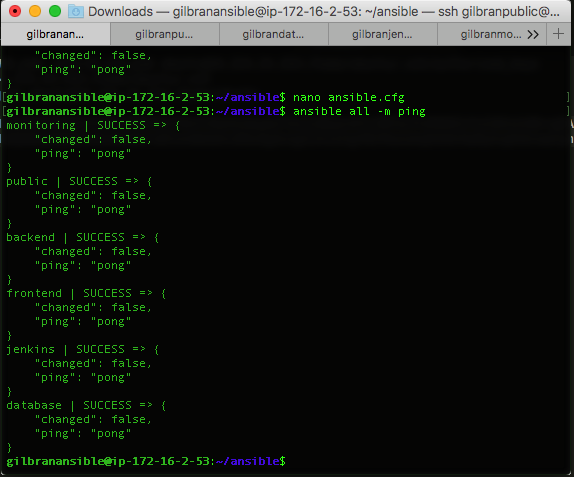 Downloads — gilbranansible@ip-172-16-2-53: ~/ansible — ssh gilbranpublic@...
gilbranan... gilbranpu... gilbrandat... gilbranjen... gilbranmo... >> +
"changed": false,
"ping": "pong"
}
[gilbranansible@ip-172-16-2-53:~/ansible$ nano ansible.cfg ]
[gilbranansible@ip-172-16-2-53:~/ansible$ ansible all -m ping ]
monitoring | SUCCESS => {
"changed": false,
"ping": "pong"
}
public | SUCCESS => {
"changed": false,
"ping": "pong"
}
backend | SUCCESS => {
"changed": false,
"ping": "pong"
}
frontend | SUCCESS => {
"changed": false,
"ping": "pong"
}
jenkins | SUCCESS => {
"changed": false,
"ping": "pong"
}
database | SUCCESS => {
"changed": false,
"ping": "pong"
}
gilbranansible@ip-172-16-2-53:~/ansible$